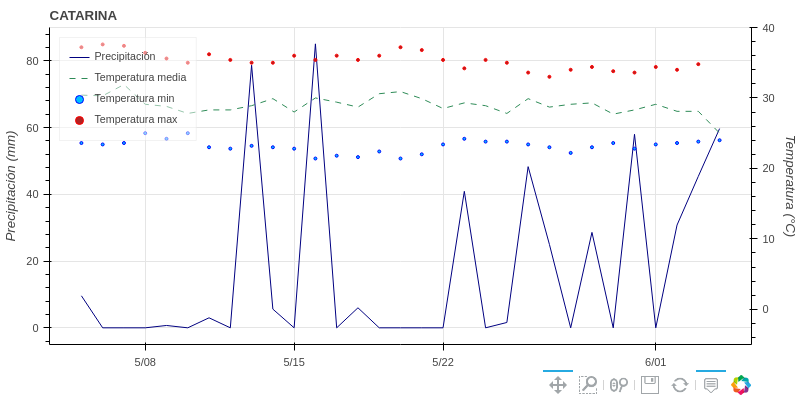 CATARINA
Precipitación
Temperatura media
Temperatura min
Temperatura max
80
60
40
20
0
Precipitación (mm)
40
30
20
10
0
Temperatura (°C)
5/08
5/15
5/22
6/01